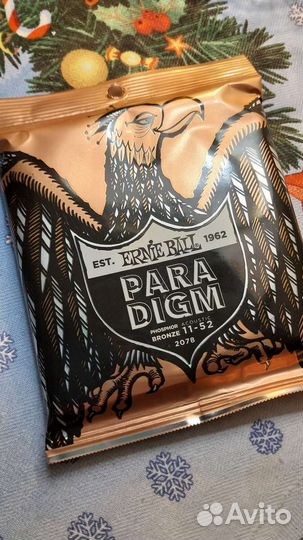 EST. ERNIE BALL 1962
PARA
DIGM
PHOSPHOR ACOUSTIC
BRONZE 11-52
2078
Avito